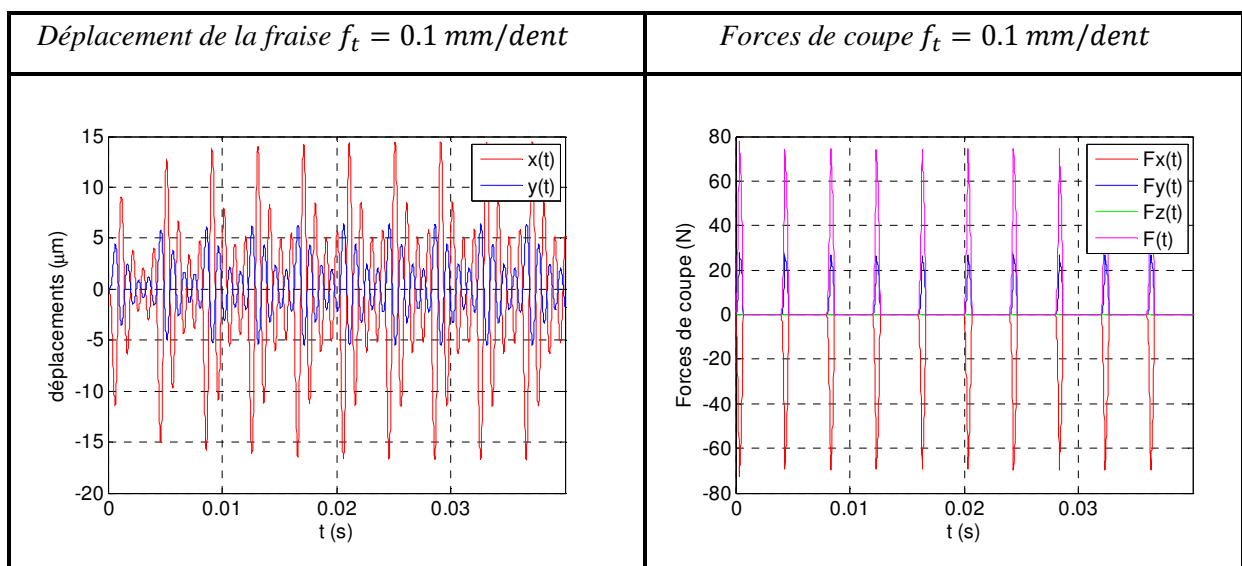 Déplacement de la fraise f_t = 0.1 mm/dent
Forces de coupe f_t = 0.1 mm/dent
15
10
5
0
-5
-10
-15
-20
déplacements (μm)
0
0.01
0.02
0.03
t (s)
x(t)
y(t)
80
60
40
20
0
-20
-40
-60
-80
Forces de coupe (N)
0
0.01
0.02
0.03
t (s)
Fx(t)
Fy(t)
Fz(t)
F(t)